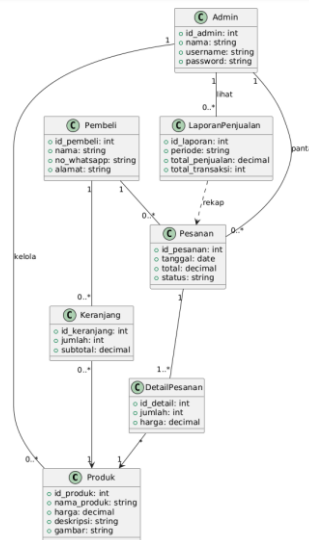 C Admin
id_admin: int
nama: string
username: string
password: string
1
1
1
lihat
0..*
C Pembeli
id_pembeli: int
nama: string
no_whatsapp: string
alamat: string
C LaporanPenjualan
id_laporan: int
periode: string
total_penjualan: decimal
total_transaksi: int
pant
1
1
rekap
0..*
0..*
C Pesanan
id_pesanan: int
tanggal: date
total: decimal
status: string
kelola
1
0..*
C Keranjang
id_keranjang: int
jumlah: int
subtotal: decimal
0..*
1..*
C DetailPesanan
id_detail: int
jumlah: int
harga: decimal
*
0..*
1
1
C Produk
id_produk: int
nama_produk: string
harga: decimal
deskripsi: string
gambar: string